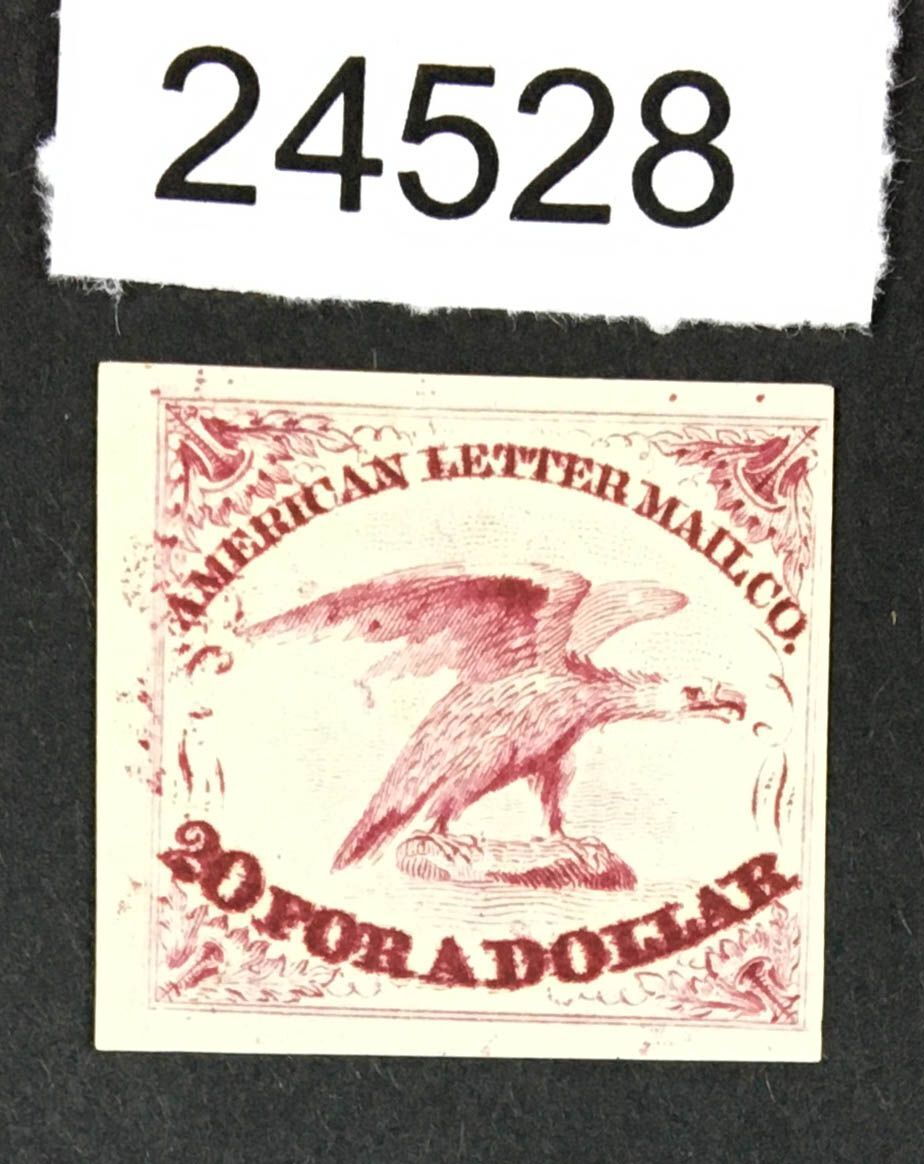 24528
AMERICAN LETTER MAIL CO.
20 FOR A DOLLAR